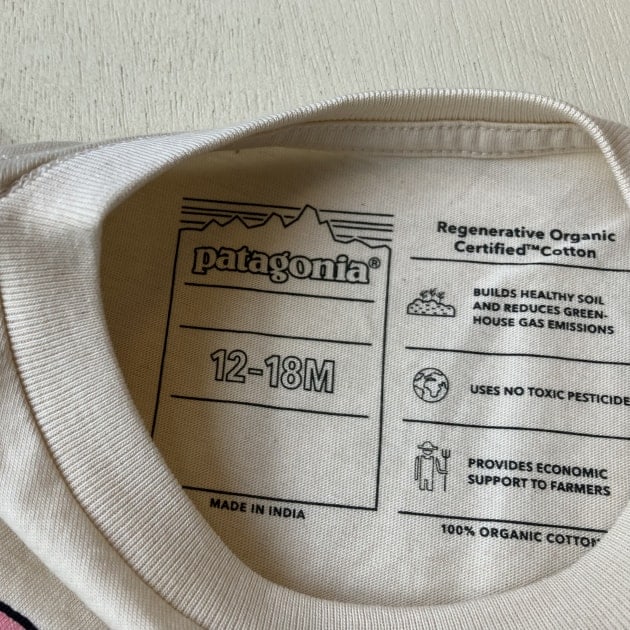 patagonia®
12-18M
MADE IN INDIA
Regenerative Organic
Certified™Cotton
BUILDS HEALTHY SOIL
AND REDUCES GREEN-
HOUSE GAS EMISSIONS
USES NO TOXIC PESTICIDE
PROVIDES ECONOMIC
SUPPORT TO FARMERS
100% ORGANIC COTTON